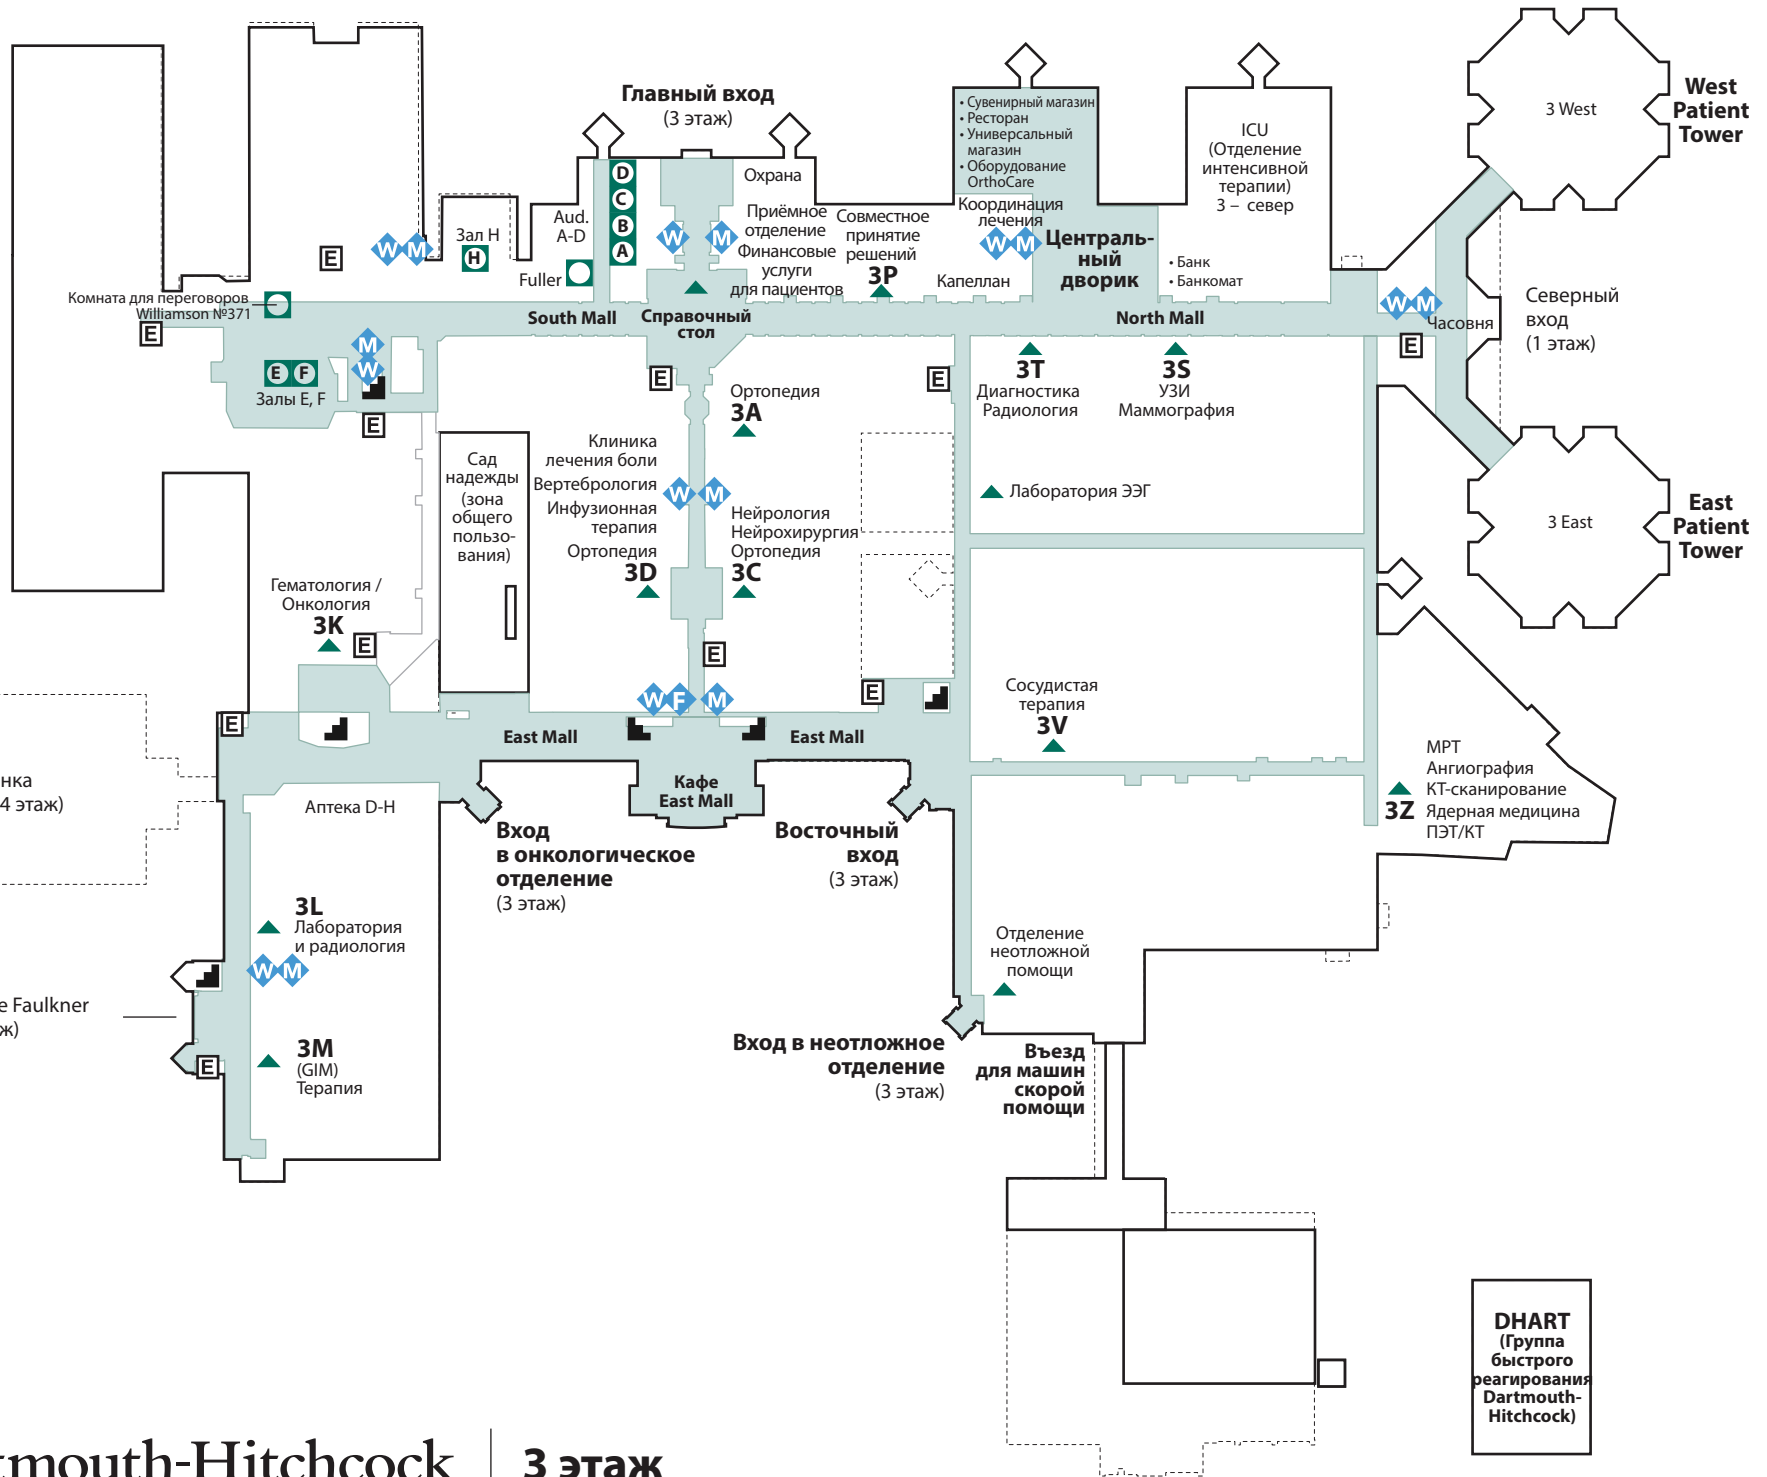 Главный вход
(3 этаж)
• Сувенирный магазин
• Ресторан
• Универсальный
магазин
• Оборудование
OrthoCare
ICU
(Отделение
интенсивной
терапии)
3 – север
3 West
West
Patient
Tower
D
C
B
A
Охрана
Приёмное
отделение
Финансовые
услуги
для пациентов
Совместное
принятие
решений
3P
Координация
лечения
W
M
Капеллан
Централь-
ный
дворик
• Банк
• Банкомат
Aud.
A-D
Fuller
Зал H
H
E
W
M
W
M
Комната для переговоров
Williamson №371
E
South Mall
Справочный
стол
North Mall
W
M
Часовня
E
Северный
вход
(1 этаж)
M
W
E
F
Залы E, F
E
E
E
3T
Диагностика
Радиология
3S
УЗИ
Маммография
Ортопедия
3A
Сад
надежды
(зона
общего
пользо-
вания)
Клиника
лечения боли
Вертебрология
Инфузионная
терапия
Ортопедия
3D
W
M
Нейрология
Нейрохирургия
Ортопедия
3C
Лаборатория ЭЭГ
3 East
East
Patient
Tower
Гематология /
Онкология
3K
E
E
W
F
M
E
E
East Mall
East Mall
Сосудистая
терапия
3V
Кафе
East Mall
МРТ
Ангиография
КТ-сканирование
3Z
Ядерная медицина
ПЭТ/КТ
нка
4 этаж)
Аптека D-H
Вход
в онкологическое
отделение
(3 этаж)
Восточный
вход
(3 этаж)
3L
Лаборатория
и радиология
W
M
Отделение
неотложной
помощи
e Faulkner
ж)
E
3M
(GIM)
Терапия
Вход в неотложное
отделение
(3 этаж)
Въезд
для машин
скорой
помощи
DHART
(Группа
быстрого
реагирования
Dartmouth-
Hitchcock)
tmouth-Hitchcock
3 этаж